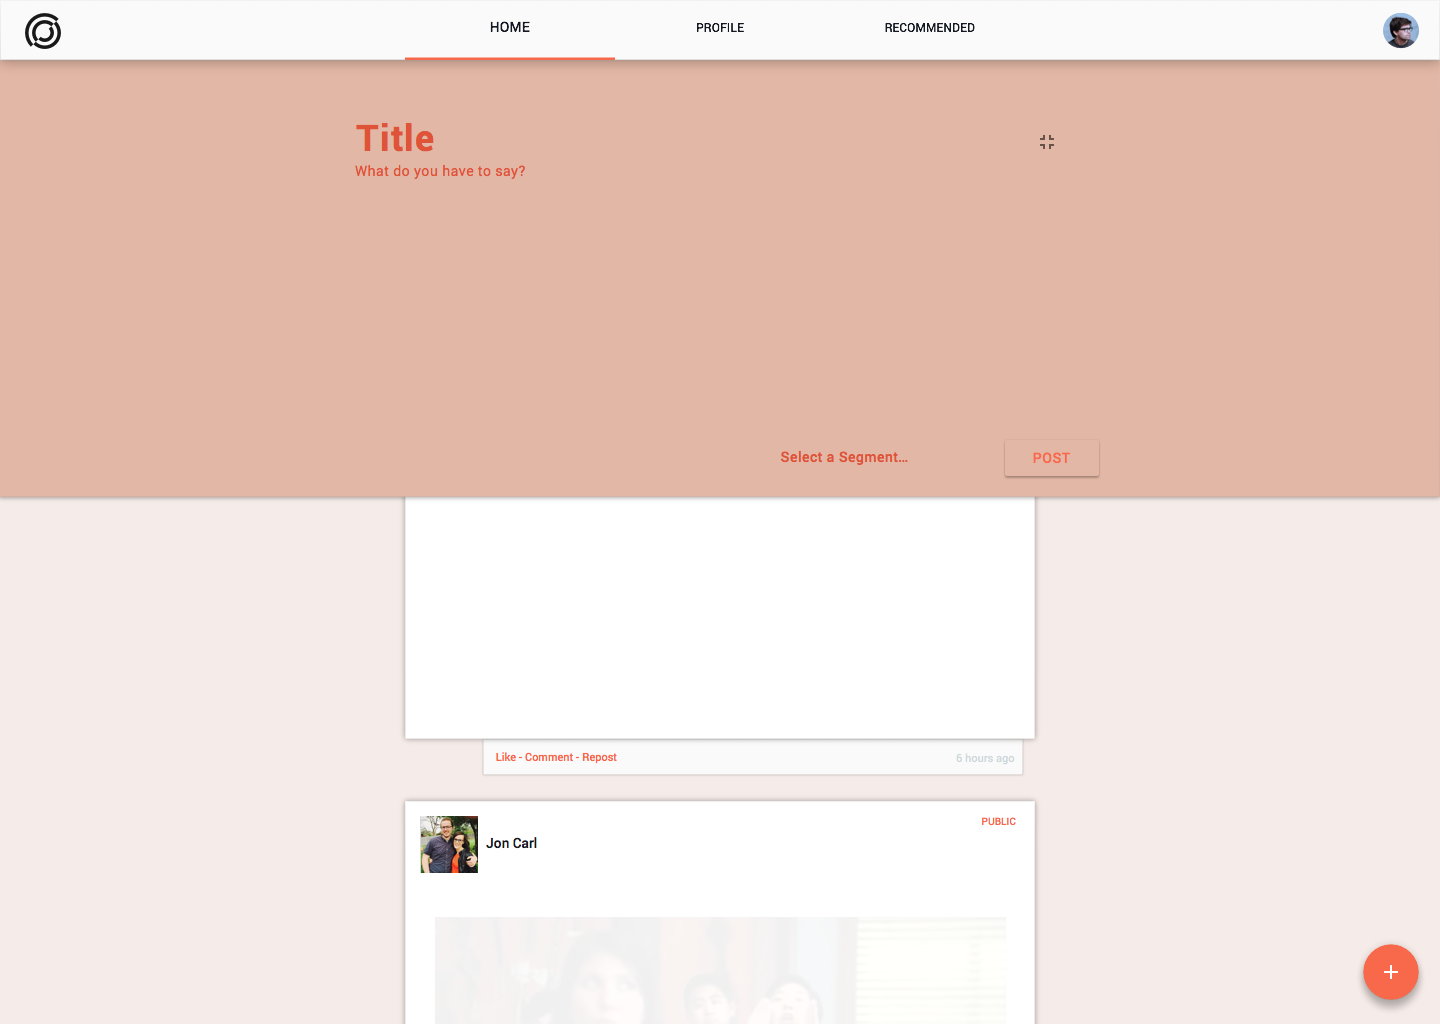 HOME
PROFILE
RECOMMENDED
Title
What do you have to say?
Select a Segment...
POST
Like - Comment - Repost
6 hours ago
PUBLIC
Jon Carl